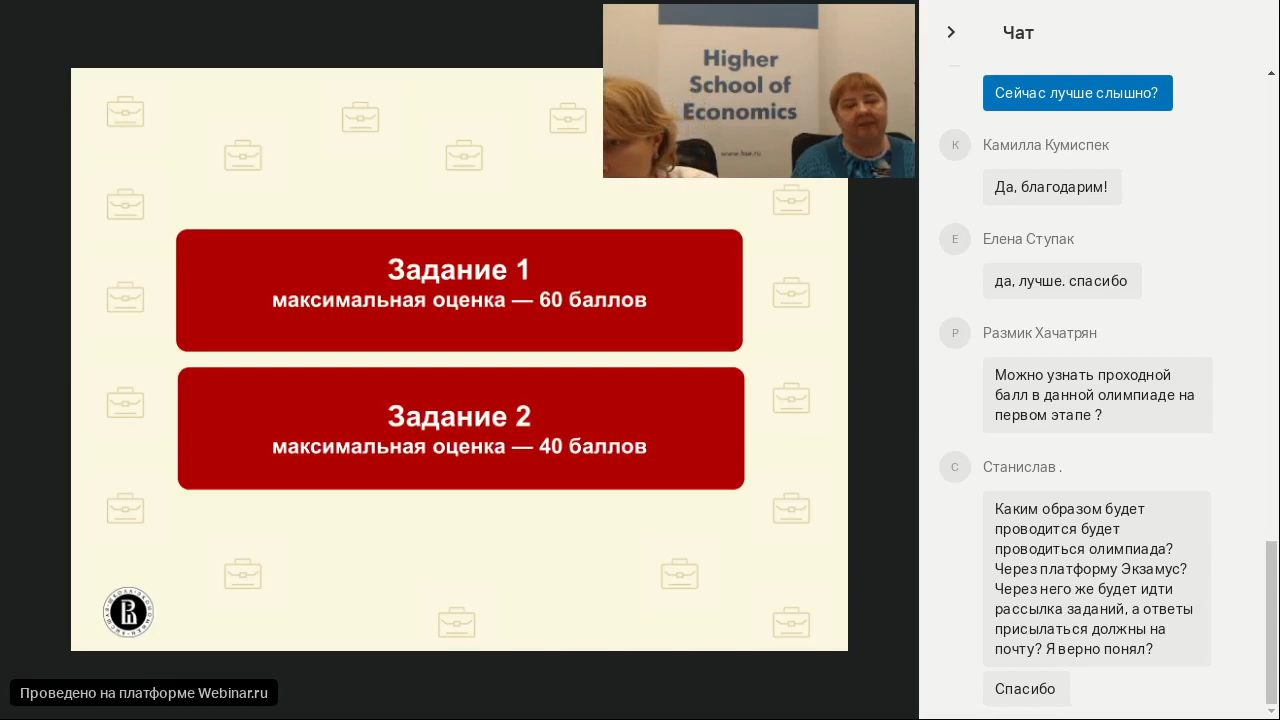 Higher
School of
Economics
www.hse.ru
Задание 1
максимальная оценка — 60 баллов
Задание 2
максимальная оценка — 40 баллов
Проведено на платформе Webinar.ru
Чат
Сейчас лучше слышно?
К
Камилла Кумиспек
Да, благодарим!
Е
Елена Ступак
да, лучше. спасибо
Р
Размик Хачатрян
Можно узнать проходной
балл в данной олимпиаде на
первом этапе ?
С
Станислав .
Каким образом будет
проводится будет
проводиться олимпиада?
Через платформу Экзамус?
Через него же будет идти
рассылка заданий, а ответы
присылаться должны на
почту? Я верно понял?
Спасибо